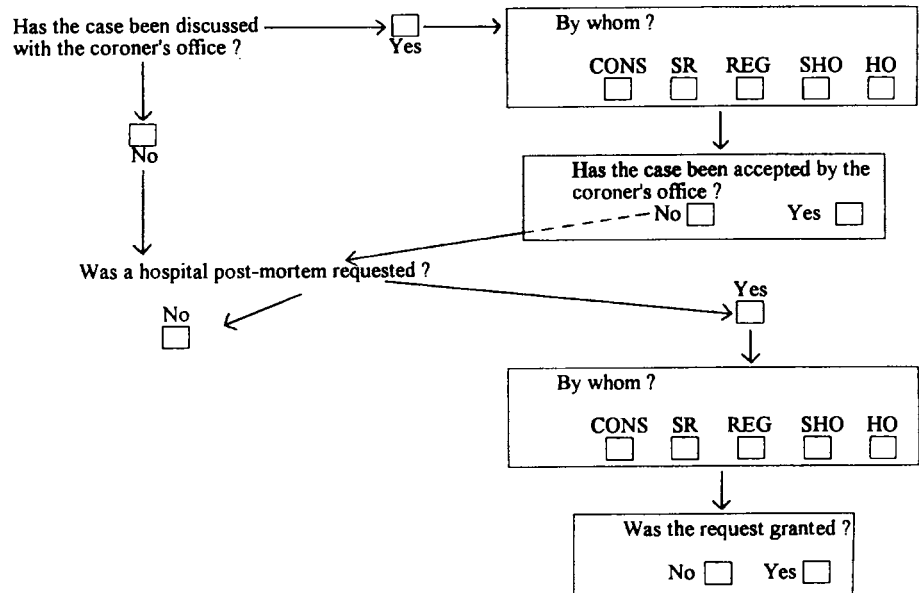 Has the case been discussed
with the coroner's office ?
Yes
By whom ?
CONS SR REG SHO HO
No
Has the case been accepted by the
coroner's office ?
No Yes
Was a hospital post-mortem requested ?
No
Yes
By whom ?
CONS SR REG SHO HO
Was the request granted ?
No Yes